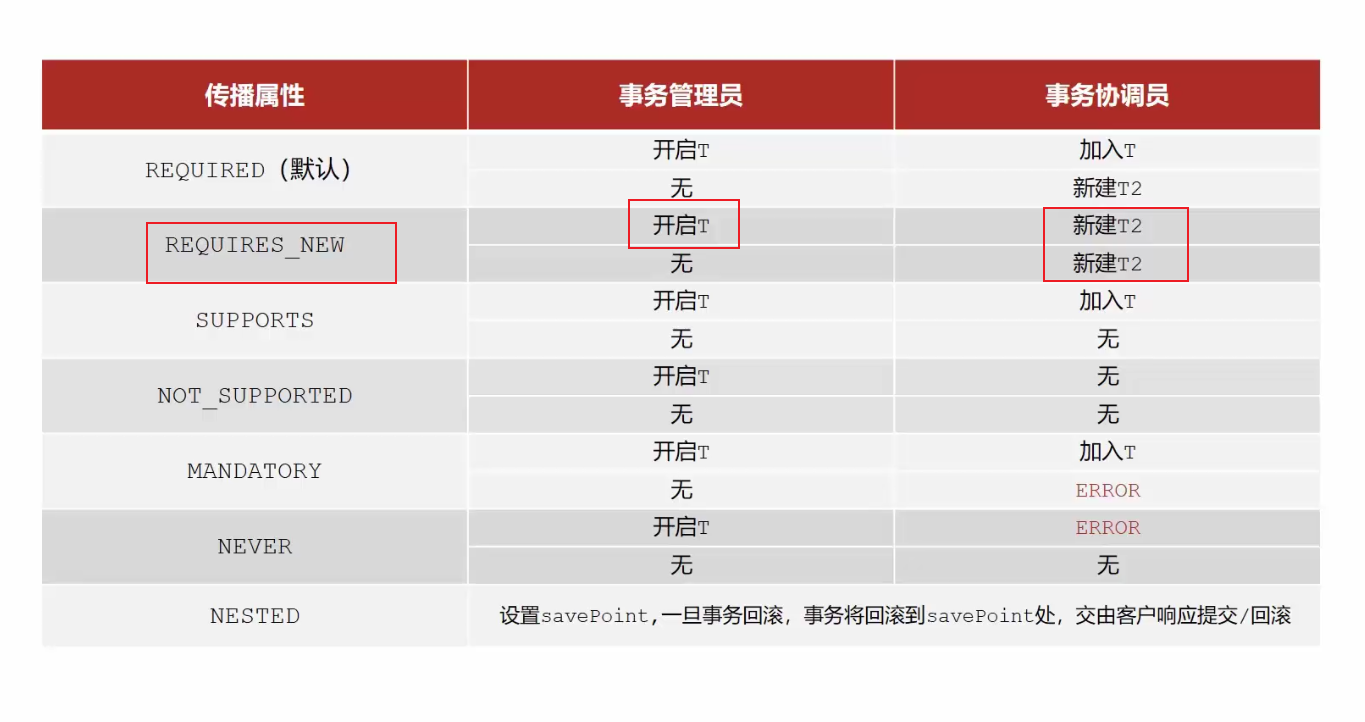 传播属性 事务管理员 事务协调员
REQUIRED（默认） 开启T 加入T
无 新建T2
REQUIRES_NEW 开启T 新建T2
无 新建T2
SUPPORTS 开启T 加入T
无 无
NOT_SUPPORTED 开启T 无
无 无
MANDATORY 开启T 加入T
无 ERROR
NEVER 开启T ERROR
无 无
NESTED 设置savePoint,一旦事务回滚，事务将回滚到savePoint处，交由客户响应提交/回滚